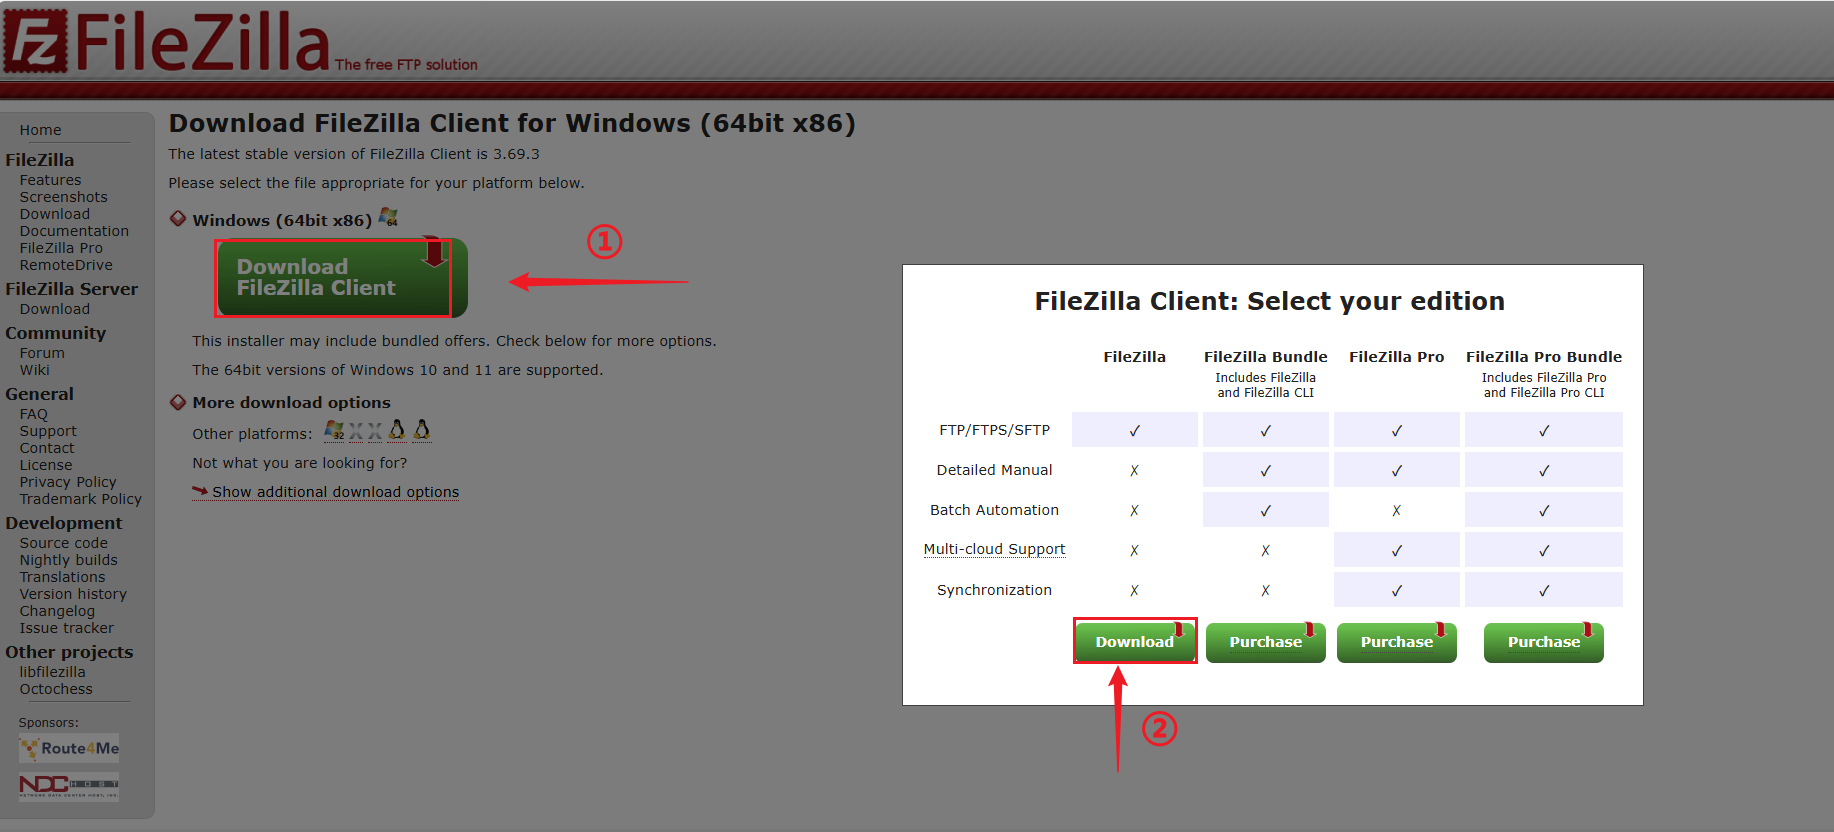 FileZilla
The free FTP solution
Home
FileZilla
Features
Screenshots
Download
Documentation
FileZilla Pro
RemoteDrive
FileZilla Server
Download
Community
Forum
Wiki
General
FAQ
Support
Contact
License
Privacy Policy
Trademark Policy
Development
Source code
Nightly builds
Translations
Version history
Changelog
Issue tracker
Other projects
libfilezilla
Octochess
Sponsors:
Route4Me
NDC HOST
NETWORK DATA CENTER HOST, INC.
Download FileZilla Client for Windows (64bit x86)
The latest stable version of FileZilla Client is 3.69.3
Please select the file appropriate for your platform below.
Windows (64bit x86) 64
Download
FileZilla Client
①
This installer may include bundled offers. Check below for more options.
The 64bit versions of Windows 10 and 11 are supported.
More download options
Other platforms: 32
Not what you are looking for?
Show additional download options
FileZilla Client: Select your edition
FileZilla FileZilla Bundle FileZilla Pro FileZilla Pro Bundle
Includes FileZilla Includes FileZilla Pro
and FileZilla CLI and FileZilla Pro CLI
FTP/FTPS/SFTP ✓ ✓ ✓ ✓
Detailed Manual ✗ ✓ ✓ ✓
Batch Automation ✗ ✓ ✗ ✓
Multi-cloud Support ✗ ✗ ✓ ✓
Synchronization ✗ ✗ ✓ ✓
Download Purchase Purchase Purchase
②